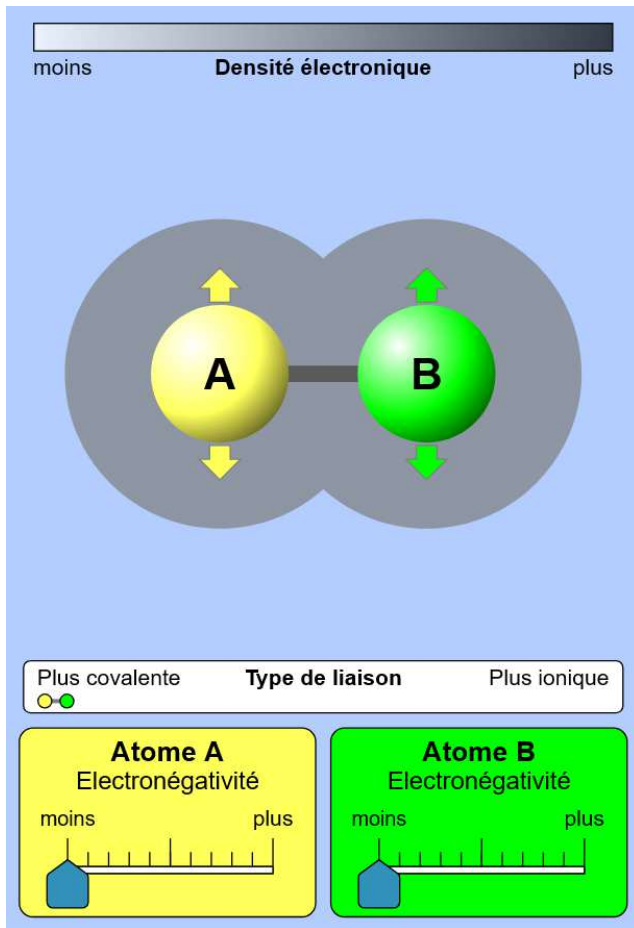 moins Densité électronique plus
A B
Plus covalente Type de liaison Plus ionique
Atome A
Electronégativité
moins plus
Atome B
Electronégativité
moins plus